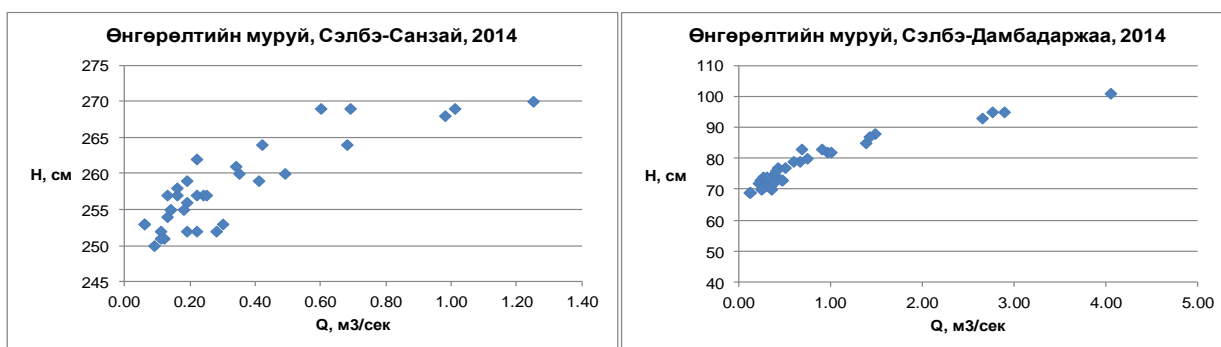 Өнгөрөлтийн муруй, Сэлбэ-Санзай, 2014
275
270
265
260
255
250
245
Н, см
0.00 0.20 0.40 0.60 0.80 1.00 1.20 1.40
Q, м3/сек
Өнгөрөлтийн муруй, Сэлбэ-Дамбадаржаа, 2014
110
100
90
80
70
60
50
40
Н, см
0.00 1.00 2.00 3.00 4.00 5.00
Q, м3/сек